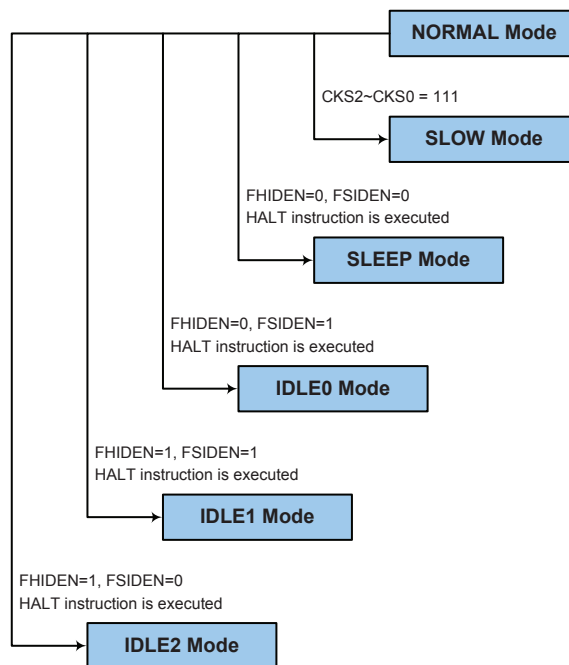 NORMAL Mode
CKS2~CKS0 = 111
SLOW Mode
FHIDEN=0, FSIDEN=0
HALT instruction is executed
SLEEP Mode
FHIDEN=0, FSIDEN=1
HALT instruction is executed
IDLE0 Mode
FHIDEN=1, FSIDEN=1
HALT instruction is executed
IDLE1 Mode
FHIDEN=1, FSIDEN=0
HALT instruction is executed
IDLE2 Mode